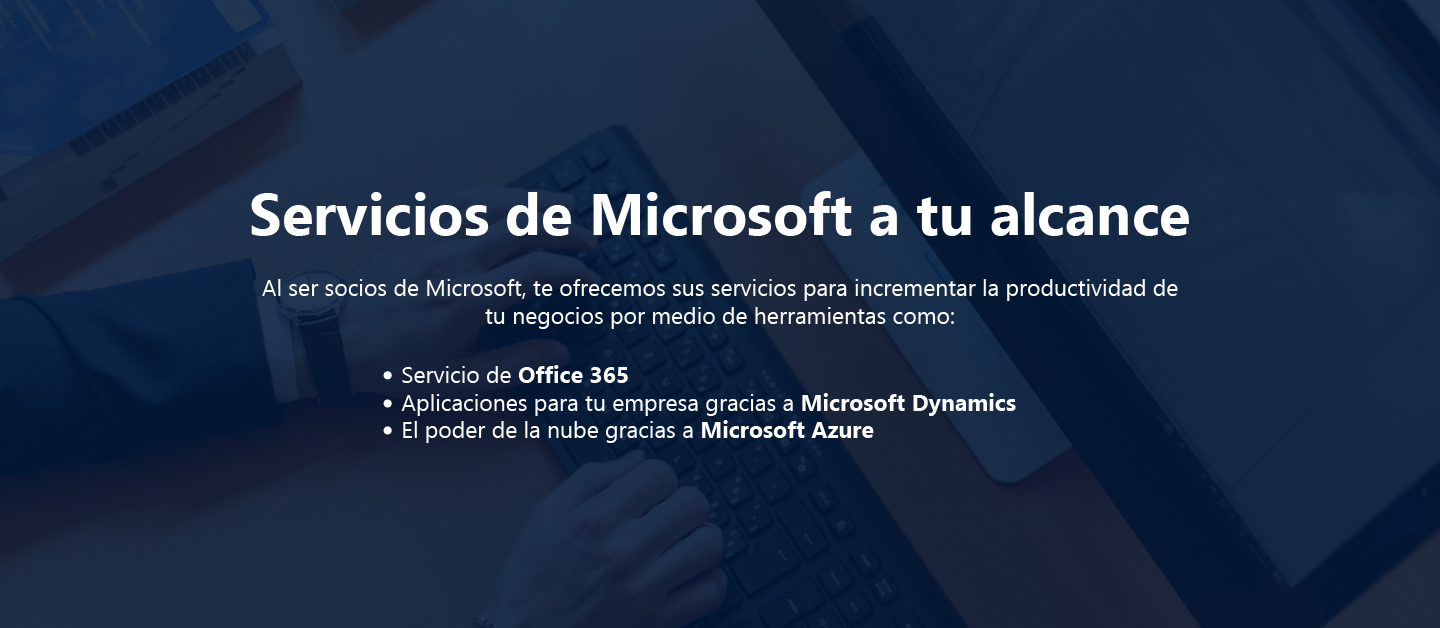 Servicios de Microsoft a tu alcance
Al ser socios de Microsoft, te ofrecemos sus servicios para incrementar la productividad de
tu negocios por medio de herramientas como:
• Servicio de Office 365
• Aplicaciones para tu empresa gracias a Microsoft Dynamics
• El poder de la nube gracias a Microsoft Azure